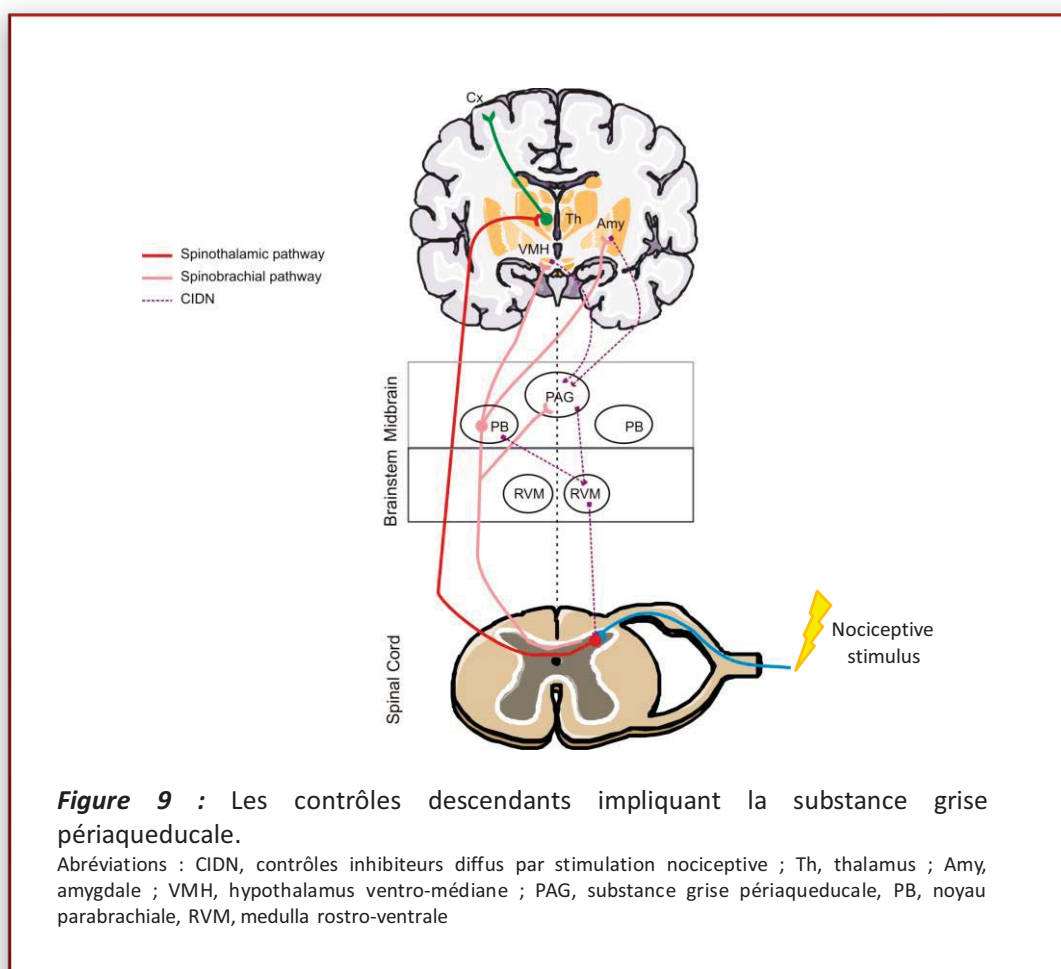 Cx
Th
Amy
VMH
Spinothalamic pathway
Spinobrachial pathway
CIDN
Midbrain
PAG
PB
PB
Brainstem
RVM
RVM
Nociceptive
stimulus
Spinal Cord
Figure 9 : Les contrôles descendants impliquant la substance grise
périaqueducale.
Abréviations : CIDN, contrôles inhibiteurs diffus par stimulation nociceptive ; Th, thalamus ; Amy,
amygdale ; VMH, hypothalamus ventro-médiane ; PAG, substance grise périaqueducale, PB, noyau
parabrachiale, RVM, medulla rostro-ventrale